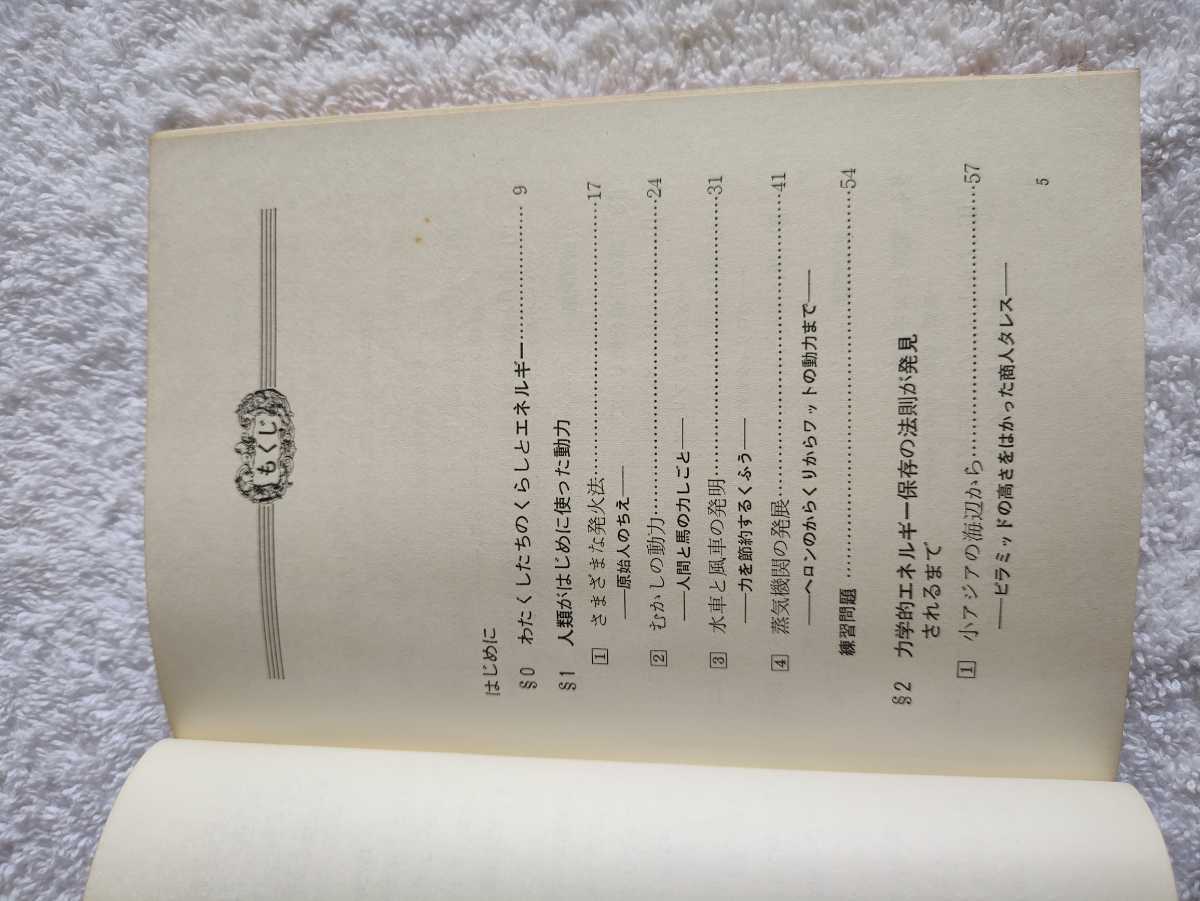 もくじ
はじめに
§0 わたくしたちのくらしとエネルギー…………………… 9
§1 人類がはじめに使った動力
1 さまざまな発火法……………………………………17
——原始人のちえ——
2 むかしの動力…………………………………………24
——人間と馬の力しごと——
3 水車と風車の発明……………………………………31
——力を節約するくふう——
4 蒸気機関の発展………………………………………41
——ヘロンのからくりからワットの動力まで——
練習問題 ………………………………………………54
§2 力学的エネルギー保存の法則が発見
されるまで
1 小アジアの海辺から…………………………………57
——ピラミッドの高さをはかった商人タレス——
5